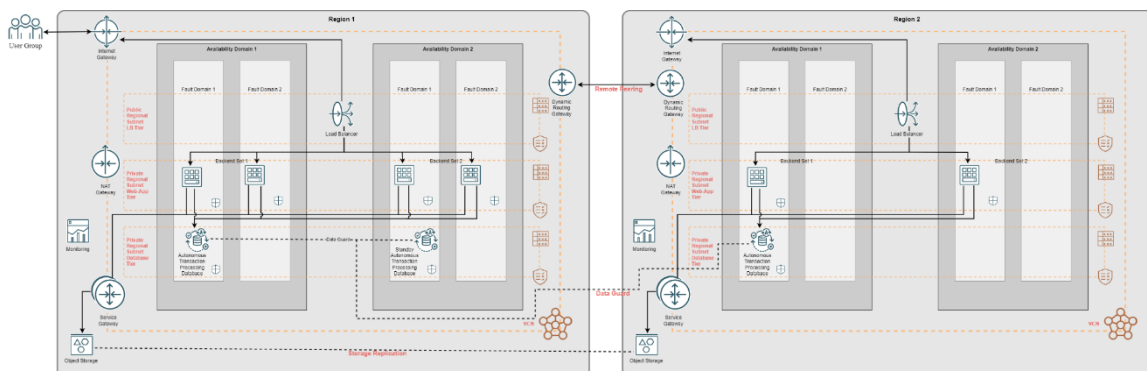 Region 1
Region 2
User Group
Internet
Gateway
Availability Domain 1
Availability Domain 2
Fault Domain 1
Fault Domain 2
Fault Domain 1
Fault Domain 2
Public
Regional
Subnet
LB Tier
Load Balancer
Dynamic
Routing
Gateway
Remote Peering
NAT
Gateway
Private
Regional
Subnet
Web App
Tier
Backend Set 1
Backend Set 2
Monitoring
Private
Regional
Subnet
Database
Tier
Autonomous
Transaction
Processing
Database
Data Guard
Standby
Autonomous
Transaction
Processing
Database
Service
Gateway
VCN
Object Storage
Storage Replication
Data Guard
Internet
Gateway
Availability Domain 1
Availability Domain 2
Fault Domain 1
Fault Domain 2
Fault Domain 1
Fault Domain 2
Dynamic
Routing
Gateway
Public
Regional
Subnet
LB Tier
Load Balancer
NAT
Gateway
Private
Regional
Subnet
Web App
Tier
Backend Set 1
Backend Set 2
Monitoring
Private
Regional
Subnet
Database
Tier
Autonomous
Transaction
Processing
Database
Service
Gateway
VCN
Object Storage